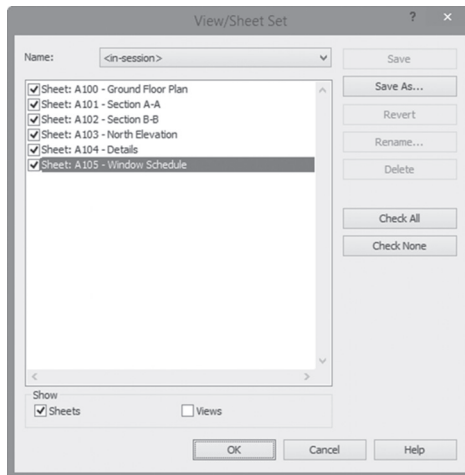 View/Sheet Set
?
×
Name:
<in-session>
Save
Sheet: A100 - Ground Floor Plan
Sheet: A101 - Section A-A
Sheet: A102 - Section B-B
Sheet: A103 - North Elevation
Sheet: A104 - Details
Sheet: A105 - Window Schedule
Save As...
Revert
Rename...
Delete
Check All
Check None
Show
Sheets
Views
OK
Cancel
Help